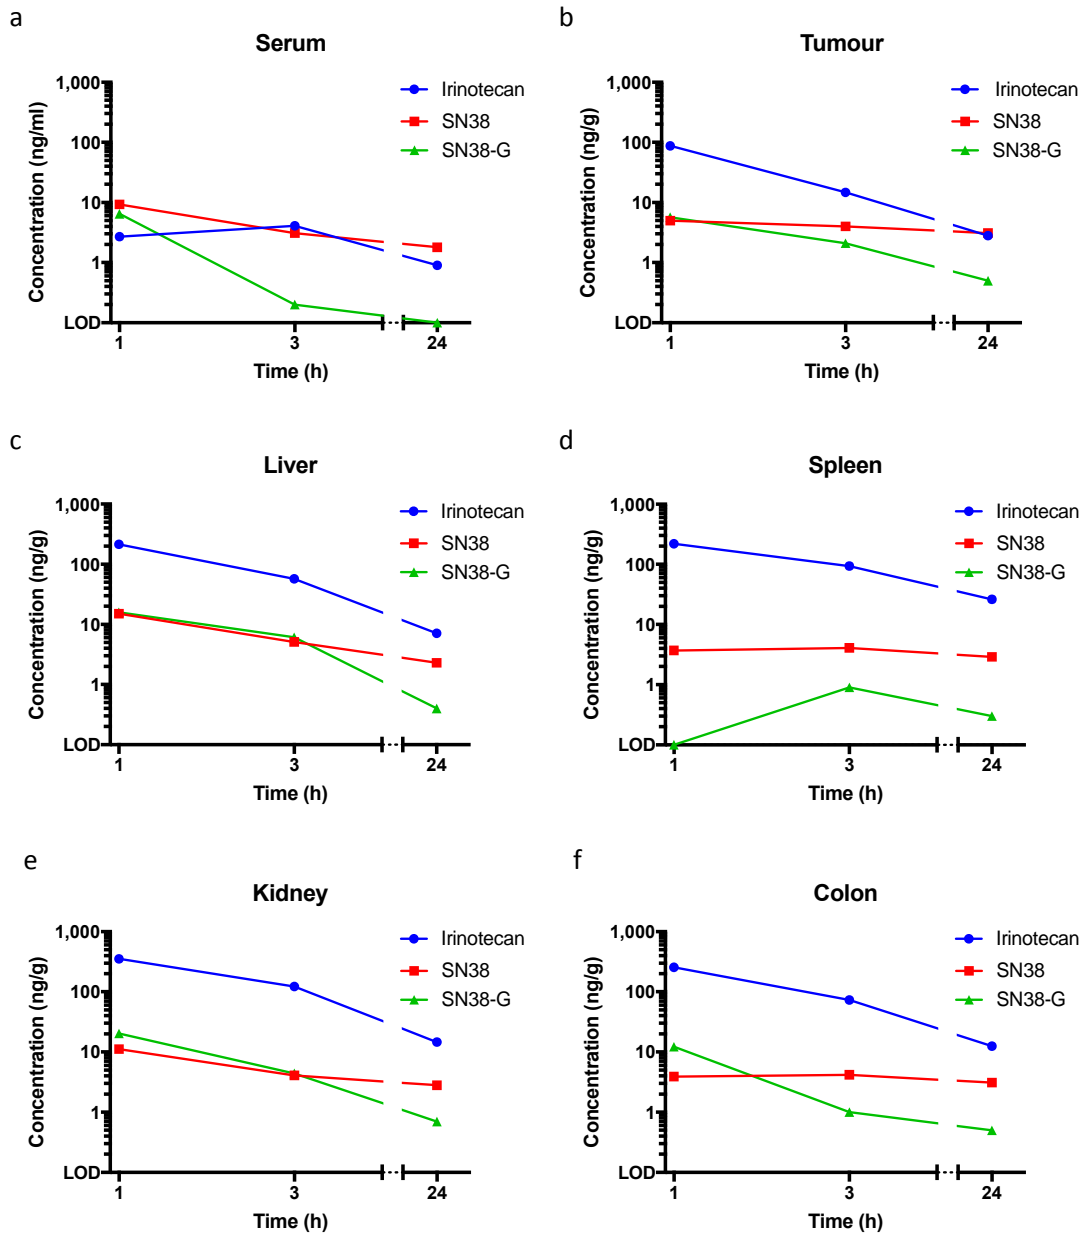 a
Serum
Concentration (ng/ml)
1,000
100
10
1
LOD
1
3
24
Time (h)
Irinotecan
SN38
SN38-G
b
Tumour
Concentration (ng/g)
1,000
100
10
1
LOD
1
3
24
Time (h)
Irinotecan
SN38
SN38-G
c
Liver
Concentration (ng/g)
1,000
100
10
1
LOD
1
3
24
Time (h)
Irinotecan
SN38
SN38-G
d
Spleen
Concentration (ng/g)
1,000
100
10
1
LOD
1
3
24
Time (h)
Irinotecan
SN38
SN38-G
e
Kidney
Concentration (ng/g)
1,000
100
10
1
LOD
1
3
24
Time (h)
Irinotecan
SN38
SN38-G
f
Colon
Concentration (ng/g)
1,000
100
10
1
LOD
1
3
24
Time (h)
Irinotecan
SN38
SN38-G